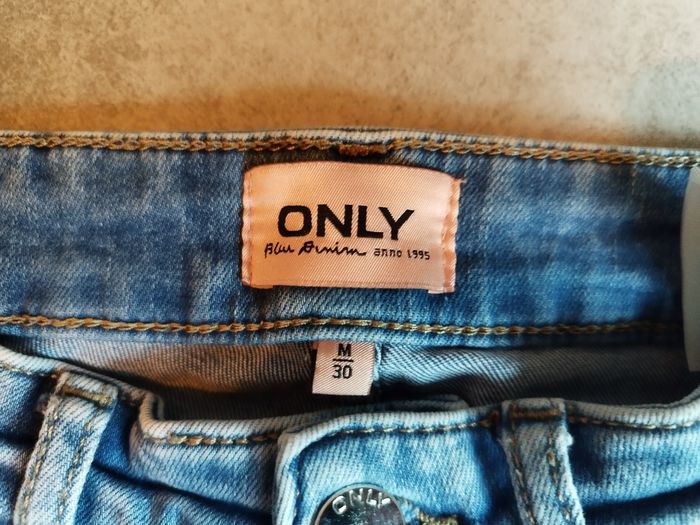 ONLY
Blue Denim anno 1995
M
30
ONLY